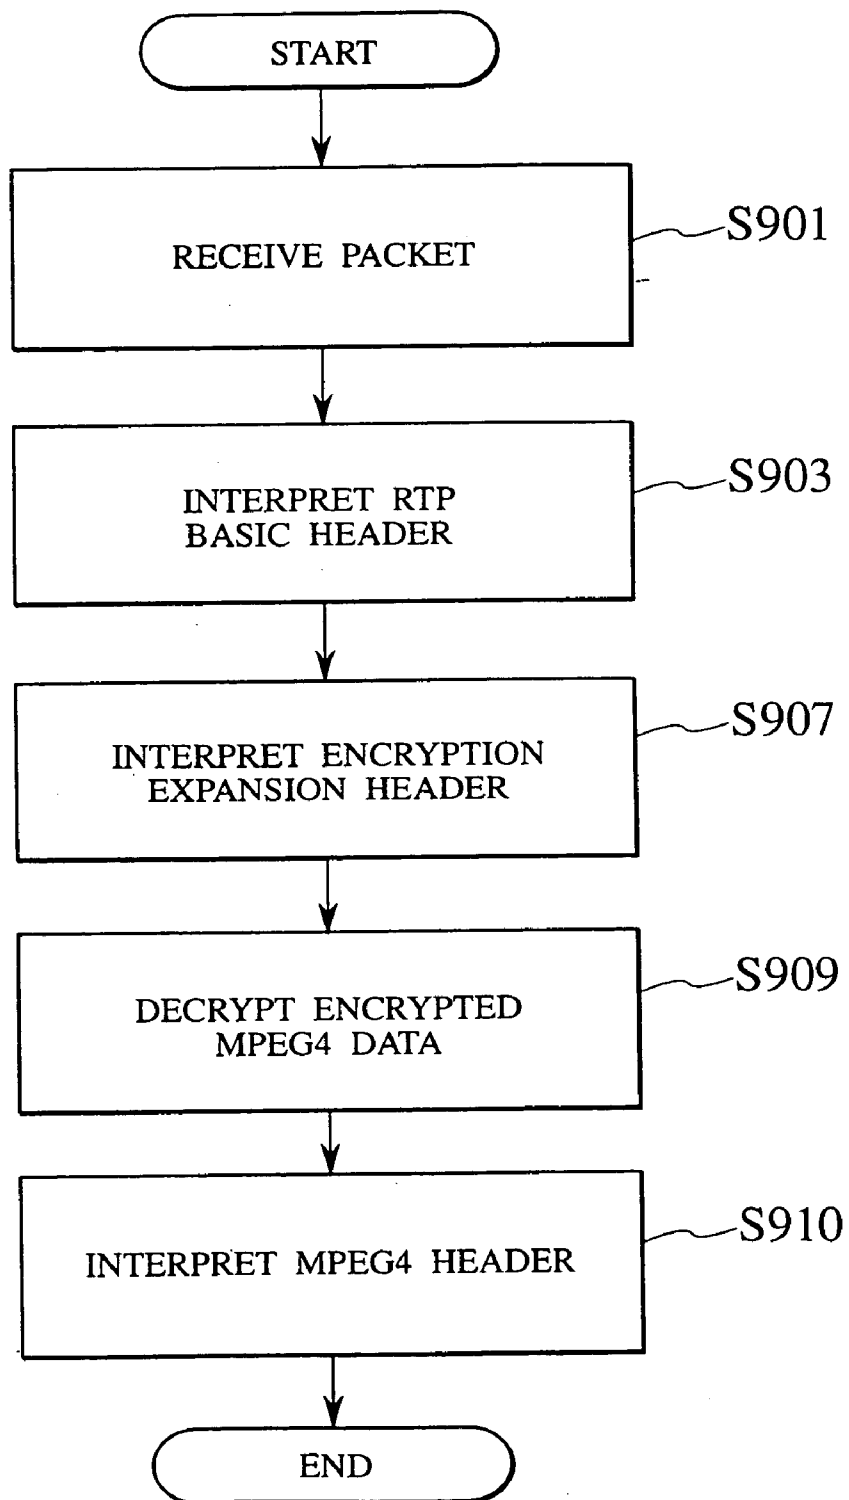 START
RECEIVE PACKET
S901
INTERPRET RTP
BASIC HEADER
S903
INTERPRET ENCRYPTION
EXPANSION HEADER
S907
DECRYPT ENCRYPTED
MPEG4 DATA
S909
INTERPRET MPEG4 HEADER
S910
END